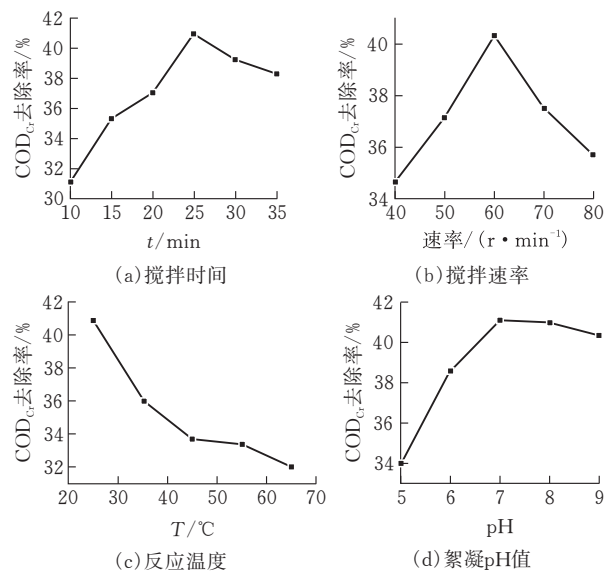 COD_Cr去除率/%
42
40
38
36
34
32
30
10 15 20 25 30 35
t/min
(a)搅拌时间
COD_Cr去除率/%
40
38
36
34
40 50 60 70 80
速率/(r·min⁻¹)
(b)搅拌速率
COD_Cr去除率/%
42
40
38
36
34
32
20 30 40 50 60 70
T/℃
(c)反应温度
COD_Cr去除率/%
42
40
38
36
34
5 6 7 8 9
pH
(d)絮凝pH值